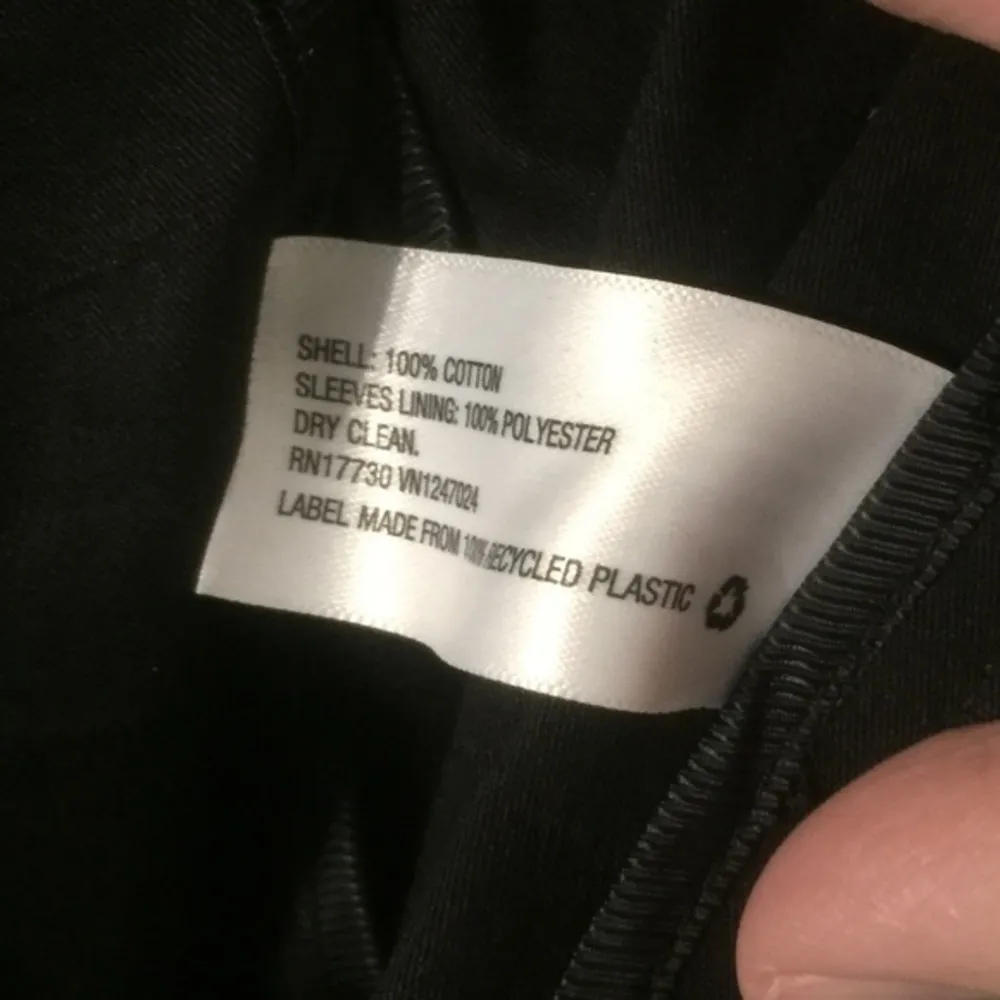 SHELL: 100% COTTON
SLEEVES LINING: 100% POLYESTER
DRY CLEAN.
RN17730 VN1247024
LABEL MADE FROM 100% RECYCLED PLASTIC